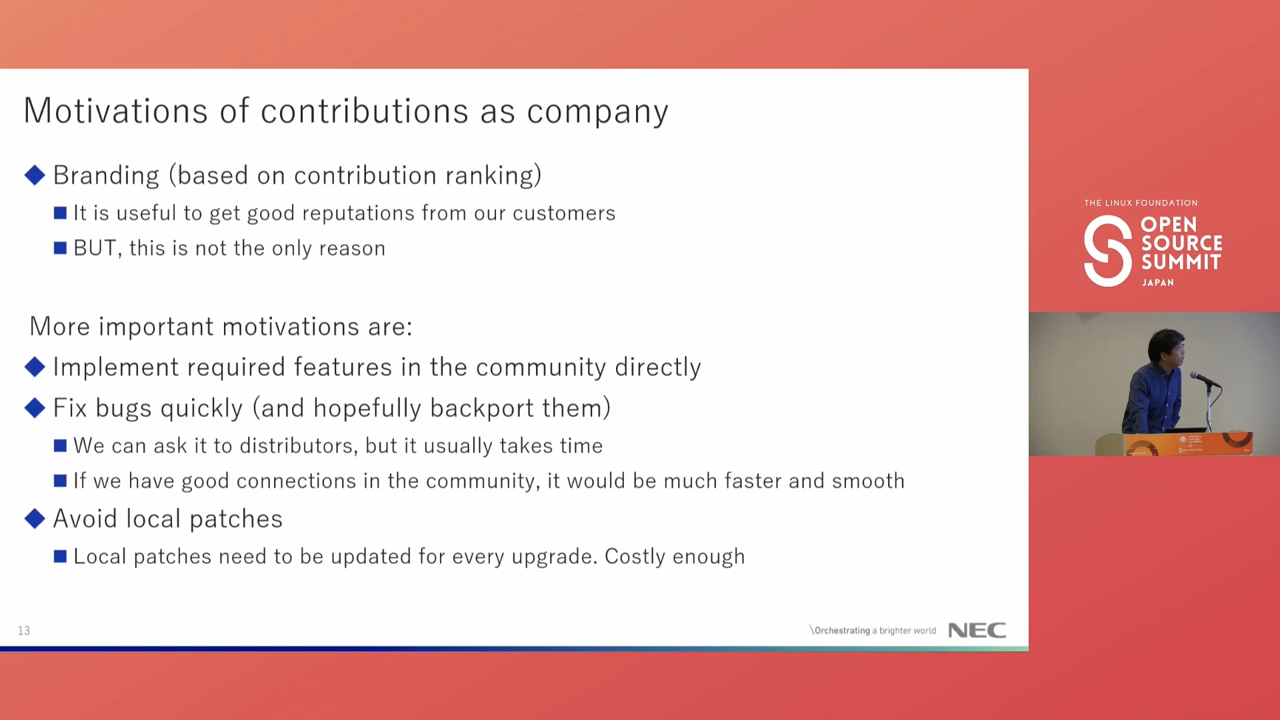 Motivations of contributions as company
Branding (based on contribution ranking)
It is useful to get good reputations from our customers
BUT, this is not the only reason
More important motivations are:
Implement required features in the community directly
Fix bugs quickly (and hopefully backport them)
We can ask it to distributors, but it usually takes time
If we have good connections in the community, it would be much faster and smooth
Avoid local patches
Local patches need to be updated for every upgrade. Costly enough
13
\Orchestrating a brighter world
NEC
THE LINUX FOUNDATION
OPEN
SOURCE
SUMMIT
JAPAN